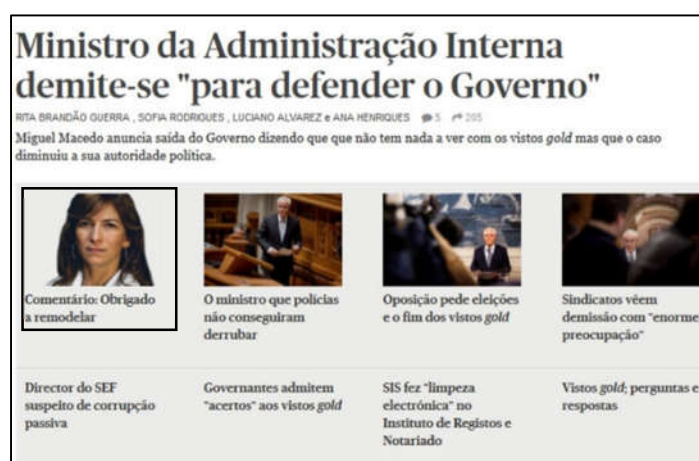 Ministro da Administração Interna
demite-se "para defender o Governo"
RITA BRANDÃO GUERRA , SOFIA RODRIGUES , LUCIANO ALVAREZ e ANA HENRIQUES 5 205
Miguel Macedo anuncia saída do Governo dizendo que que não tem nada a ver com os vistos gold mas que o caso
diminuiu a sua autoridade política.
Comentário: Obrigado
a remodelar
O ministro que polícias
não conseguiram
derrubar
Oposição pede eleições
e o fim dos vistos gold
Sindicatos vêem
demissão com "enorme
preocupação"
Director do SEF
suspeito de corrupção
passiva
Governantes admitem
"acertos" aos vistos gold
SIS fez "limpeza
electrónica" no
Instituto de Registos e
Notariado
Vistos gold; perguntas e
respostas